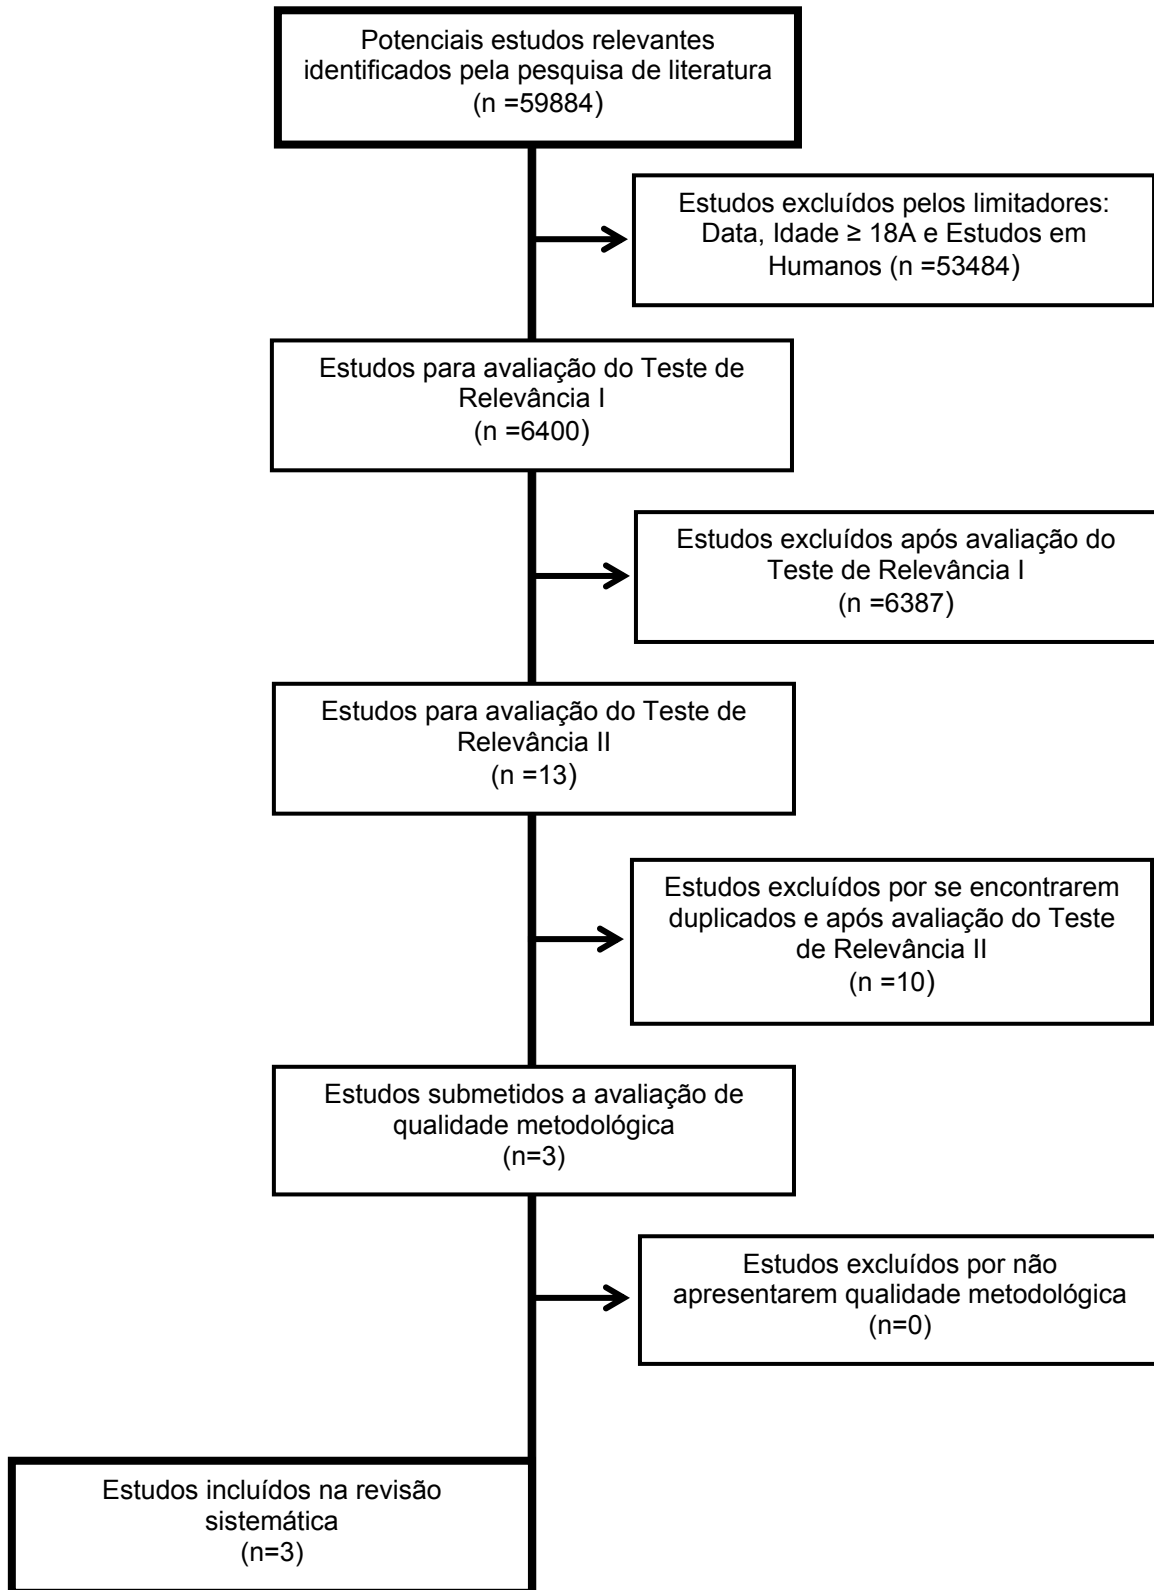 Potenciais estudos relevantes
identificados pela pesquisa de literatura
(n =59884)
Estudos excluídos pelos limitadores:
Data, Idade ≥ 18A e Estudos em
Humanos (n =53484)
Estudos para avaliação do Teste de
Relevância I
(n =6400)
Estudos excluídos após avaliação do
Teste de Relevância I
(n =6387)
Estudos para avaliação do Teste de
Relevância II
(n =13)
Estudos excluídos por se encontrarem
duplicados e após avaliação do Teste
de Relevância II
(n =10)
Estudos submetidos a avaliação de
qualidade metodológica
(n=3)
Estudos excluídos por não
apresentarem qualidade metodológica
(n=0)
Estudos incluídos na revisão
sistemática
(n=3)